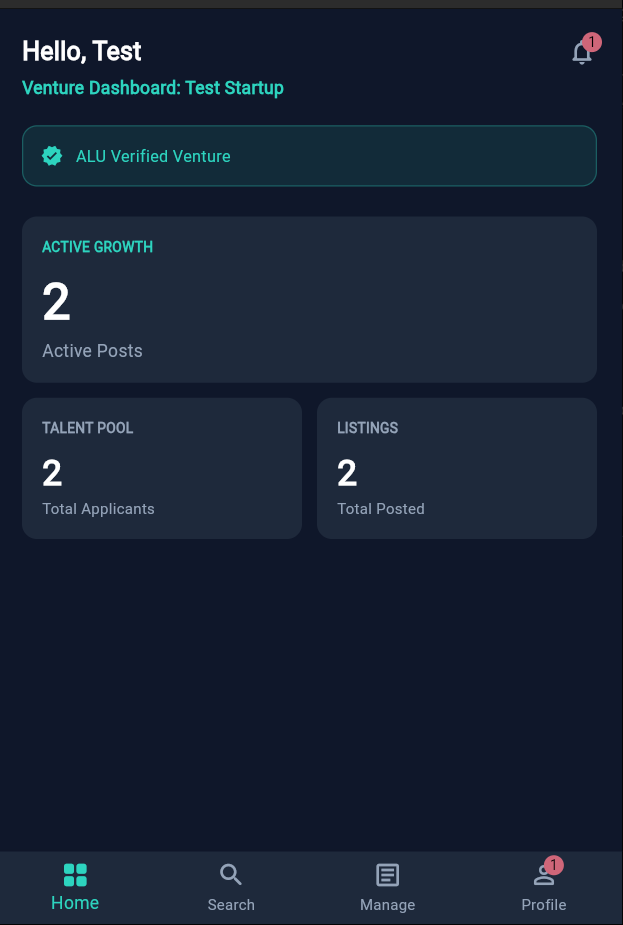 Hello, Test
1
Venture Dashboard: Test Startup
ALU Verified Venture
ACTIVE GROWTH
2
Active Posts
TALENT POOL
2
Total Applicants
LISTINGS
2
Total Posted
Home
Search
Manage
1
Profile